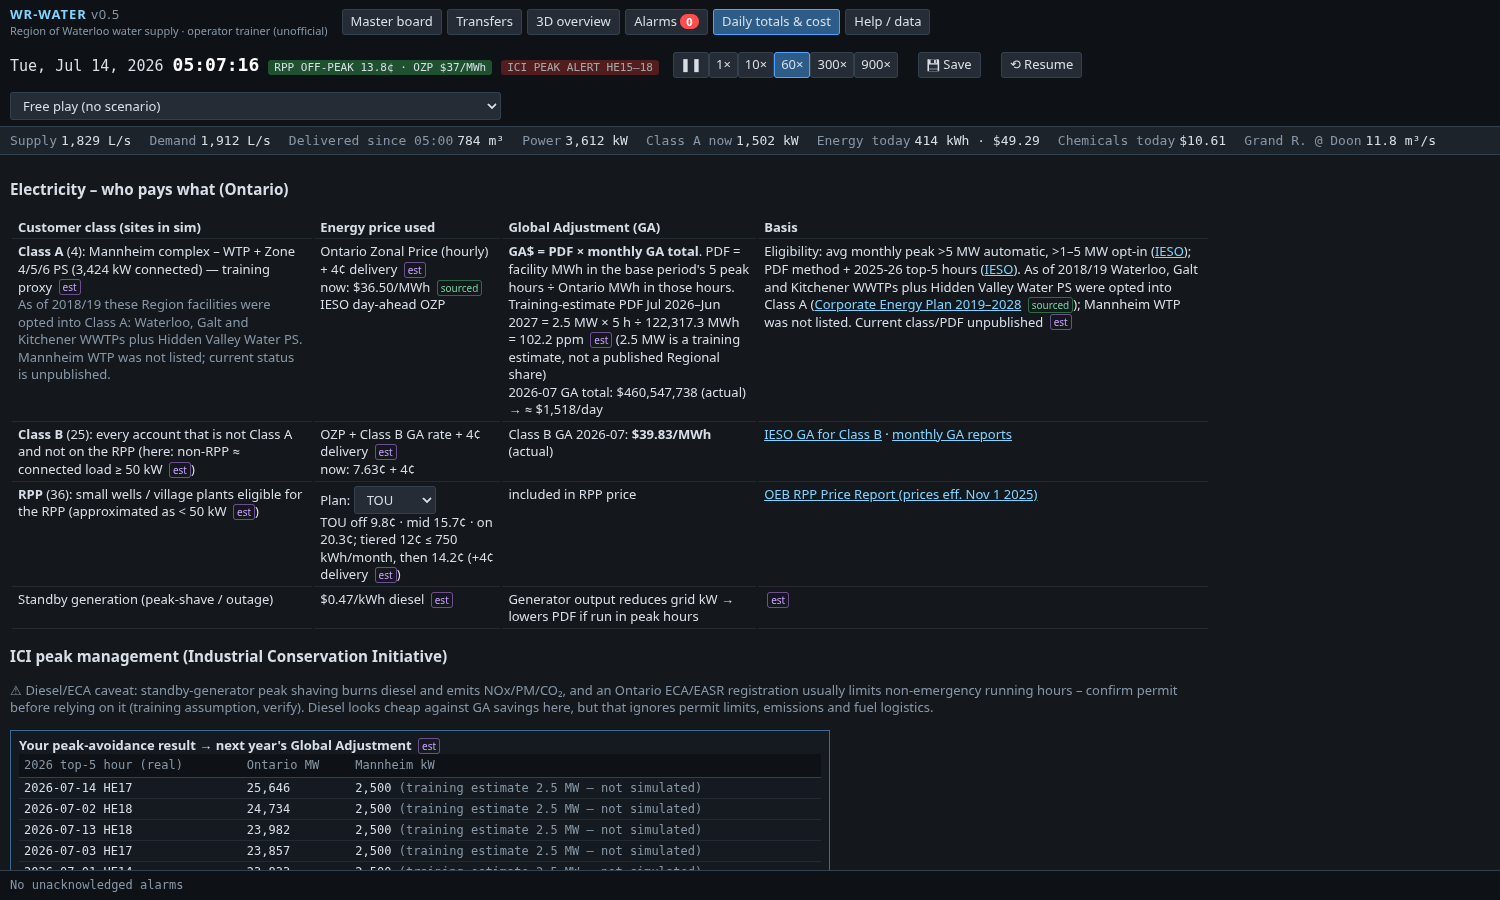 WR-WATER v0.5
Region of Waterloo water supply · operator trainer (unofficial)
Master board
Transfers
3D overview
Alarms 0
Daily totals & cost
Help / data
Tue, Jul 14, 2026 05:07:16
RPP OFF-PEAK 13.8¢ · OZP $37/MWh
ICI PEAK ALERT HE15–18
❚❚ 1× 10× 60× 300× 900×
💾 Save
⟲ Resume
Free play (no scenario)
Supply 1,829 L/s Demand 1,912 L/s Delivered since 05:00 784 m³ Power 3,612 kW Class A now 1,502 kW Energy today 414 kWh · $49.29 Chemicals today $10.61 Grand R. @ Doon 11.8 m³/s
Electricity – who pays what (Ontario)
Customer class (sites in sim)
Energy price used
Global Adjustment (GA)
Basis
Class A (4): Mannheim complex – WTP + Zone
4/5/6 PS (3,424 kW connected) — training
proxy est
As of 2018/19 these Region facilities were
opted into Class A: Waterloo, Galt and
Kitchener WWTPs plus Hidden Valley Water PS.
Mannheim WTP was not listed; current status
is unpublished.
Ontario Zonal Price (hourly)
+ 4¢ delivery est
now: $36.50/MWh sourced
IESO day-ahead OZP
GA$ = PDF × monthly GA total. PDF =
facility MWh in the base period's 5 peak
hours ÷ Ontario MWh in those hours.
Training-estimate PDF Jul 2026–Jun
2027 = 2.5 MW × 5 h ÷ 122,317.3 MWh
= 102.2 ppm est (2.5 MW is a training
estimate, not a published Regional
share)
2026-07 GA total: $460,547,738 (actual)
→ ≈ $1,518/day
Eligibility: avg monthly peak >5 MW automatic, >1–5 MW opt-in (IESO);
PDF method + 2025-26 top-5 hours (IESO). As of 2018/19 Waterloo, Galt
and Kitchener WWTPs plus Hidden Valley Water PS were opted into
Class A (Corporate Energy Plan 2019–2028 sourced); Mannheim WTP
was not listed. Current class/PDF unpublished est
Class B (25): every account that is not Class A
and not on the RPP (here: non-RPP ≈
connected load ≥ 50 kW est)
OZP + Class B GA rate + 4¢
delivery est
now: 7.63¢ + 4¢
Class B GA 2026-07: $39.83/MWh
(actual)
IESO GA for Class B · monthly GA reports
RPP (36): small wells / village plants eligible for
the RPP (approximated as < 50 kW est)
Plan: TOU
TOU off 9.8¢ · mid 15.7¢ · on
20.3¢; tiered 12¢ ≤ 750
kWh/month, then 14.2¢ (+4¢
delivery est)
included in RPP price
OEB RPP Price Report (prices eff. Nov 1 2025)
Standby generation (peak-shave / outage)
$0.47/kWh diesel est
Generator output reduces grid kW →
lowers PDF if run in peak hours
est
ICI peak management (Industrial Conservation Initiative)
⚠ Diesel/ECA caveat: standby-generator peak shaving burns diesel and emits NOx/PM/CO₂, and an Ontario ECA/EASR registration usually limits non-emergency running hours – confirm permit
before relying on it (training assumption, verify). Diesel looks cheap against GA savings here, but that ignores permit limits, emissions and fuel logistics.
Your peak-avoidance result → next year's Global Adjustment est
2026 top-5 hour (real) Ontario MW Mannheim kW
2026-07-14 HE17 25,646 2,500 (training estimate 2.5 MW — not simulated)
2026-07-02 HE18 24,734 2,500 (training estimate 2.5 MW — not simulated)
2026-07-13 HE18 23,982 2,500 (training estimate 2.5 MW — not simulated)
2026-07-03 HE17 23,857 2,500 (training estimate 2.5 MW — not simulated)
No unacknowledged alarms